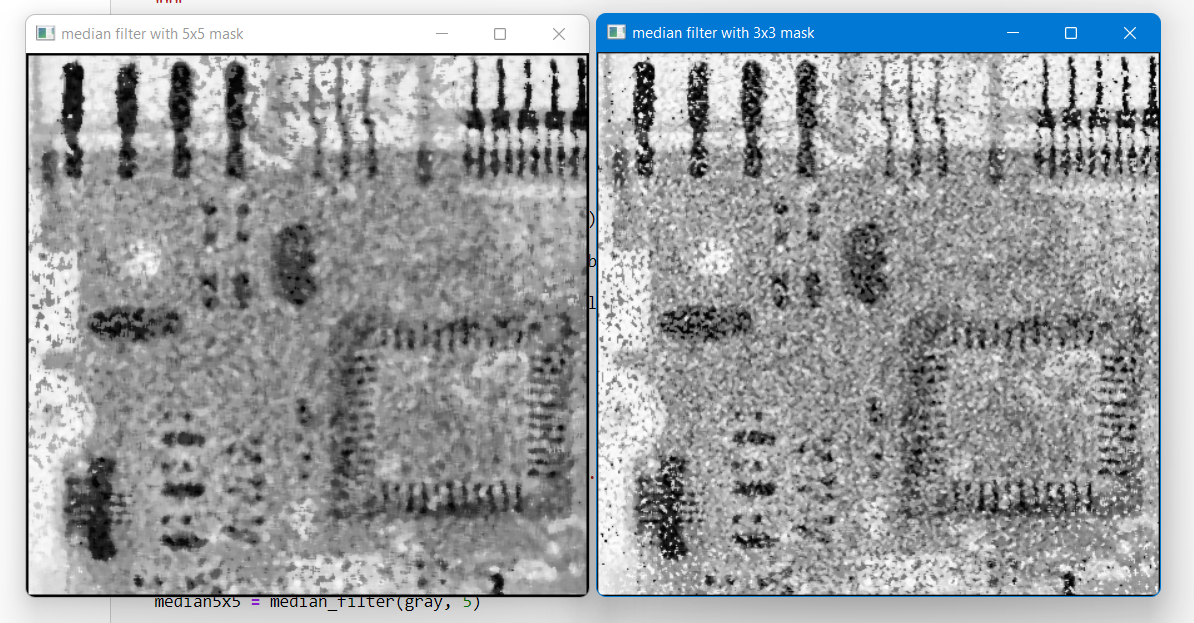 """
median filter with 5x5 mask
median filter with 3x3 mask
)
b
l
median5x5 = median_filter(gray, 5)